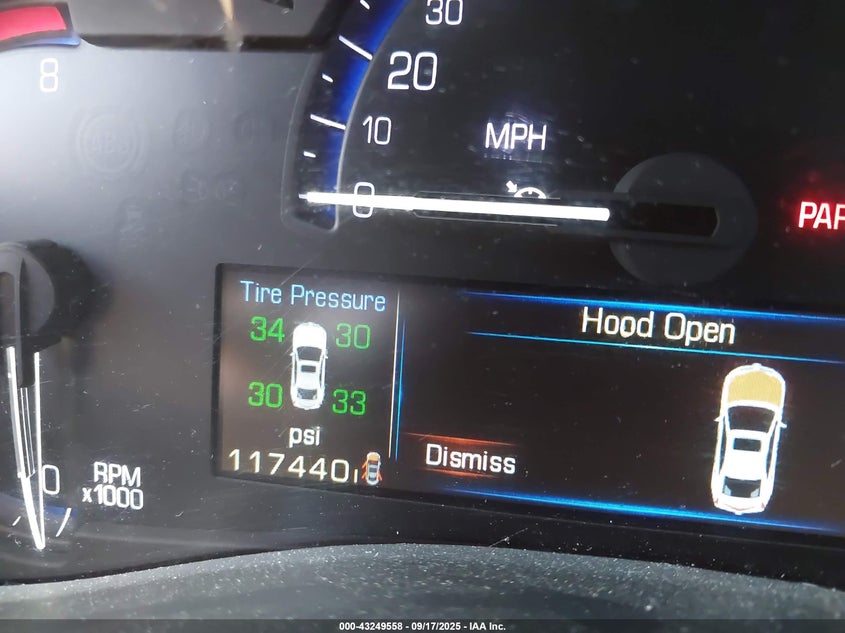 30
8
20
10
MPH
0
PAR
Tire Pressure
34 30
30 33
psi
117440
Hood Open
Dismiss
0
RPM
x1000
000-43249558 - 09/17/2025 - IAA Inc.